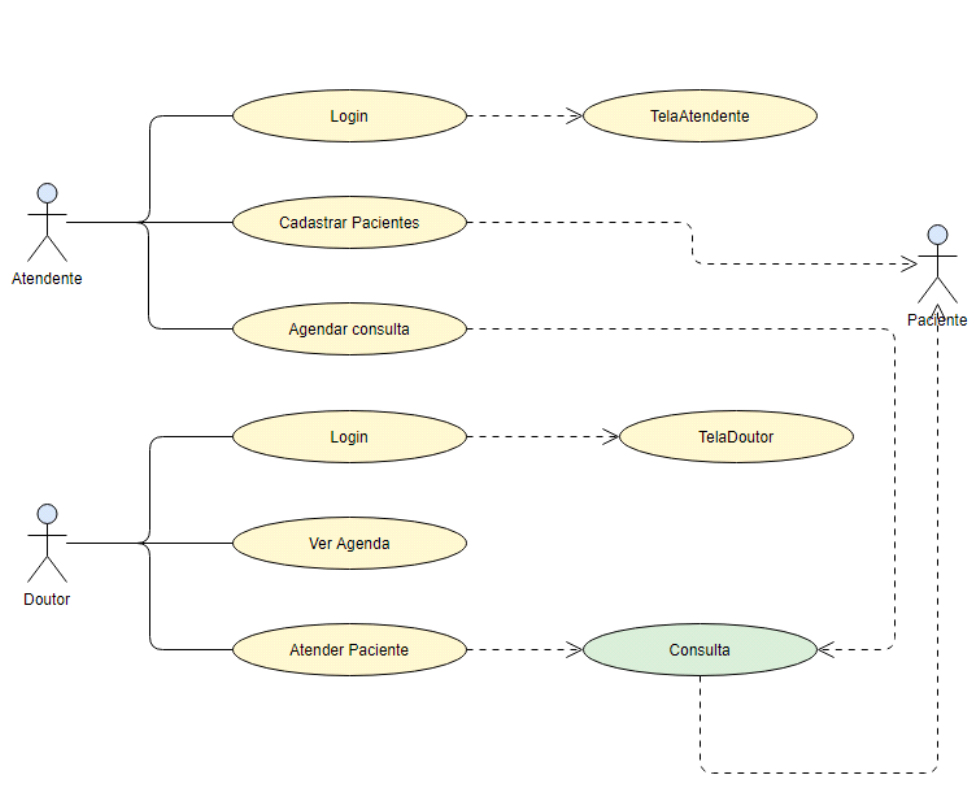 Login
TelaAtendente
Cadastrar Pacientes
Atendente
Paciente
Agendar consulta
Login
TelaDoutor
Ver Agenda
Doutor
Atender Paciente
Consulta